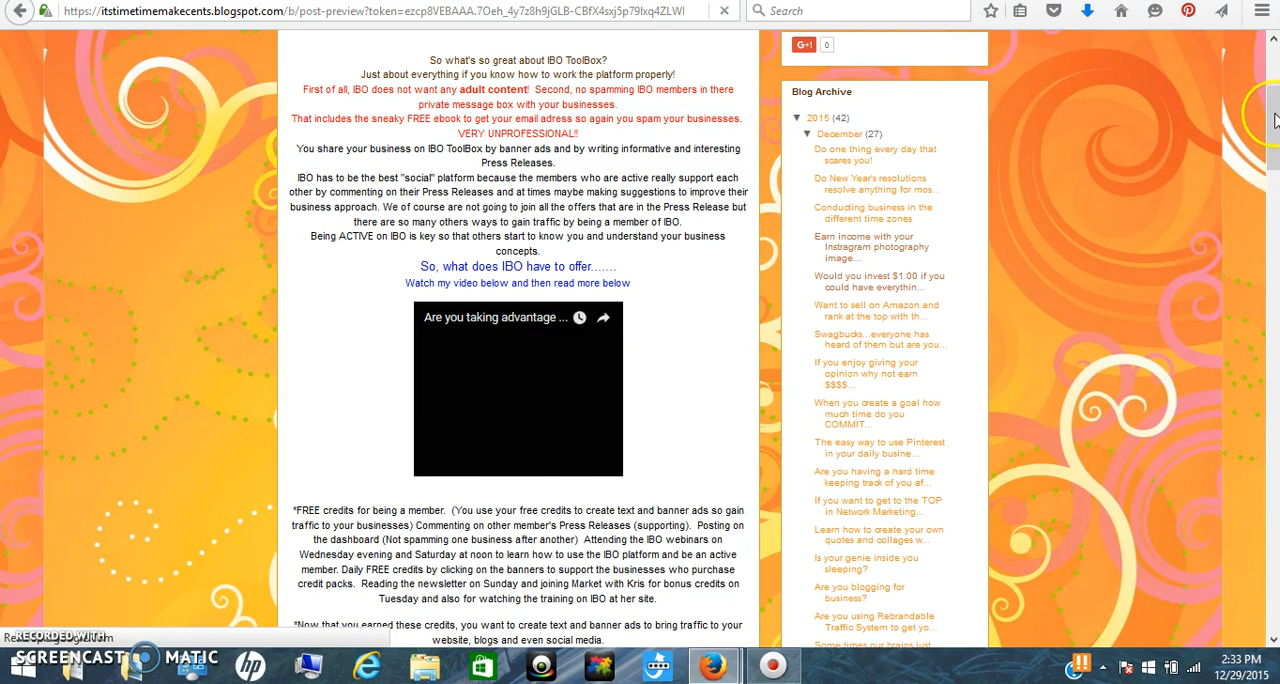 https://itstimetimemakecents.blogspot.com/b/post-preview?token=ezcp8VEBAAA.7Oeh_4y7z8h9jGLB-CBfX4sxj5p79lxq4ZLWI
Search
So what's so great about IBO ToolBox?
Just about everything if you know how to work the platform properly!
First of all, IBO does not want any adult content!  Second, no spamming IBO members in there
private message box with your businesses.
That includes the sneaky FREE ebook to get your email adress so again you spam your businesses.
VERY UNPROFESSIONAL!!
You share your business on IBO ToolBox by banner ads and by writing informative and interesting
Press Releases.
IBO has to be the best "social" platform because the members who are active really support each
other by commenting on their Press Releases and at times maybe making suggestions to improve their
business approach. We of course are not going to join all the offers that are in the Press Release but
there are so many others ways to gain traffic by being a member of IBO.
Being ACTIVE on IBO is key so that others start to know you and understand your business
concepts.
So, what does IBO have to offer.......
Watch my video below and then read more below
Are you taking advantage ...
*FREE credits for being a member.  (You use your free credits to create text and banner ads so gain
traffic to your businesses) Commenting on other member's Press Releases (supporting).  Posting on
the dashboard (Not spamming one business after another)  Attending the IBO webinars on
Wednesday evening and Saturday at noon to learn how to use the IBO platform and be an active
member. Daily FREE credits by clicking on the banners to support the businesses who purchase
credit packs.  Reading the newsletter on Sunday and joining Market with Kris for bonus credits on
Tuesday and also for watching the training on IBO at her site.
*Now that you earned these credits, you want to create text and banner ads to bring traffic to your
website, blogs and even social media.
G+1 0
Blog Archive
▼ 2015 (42)
▼ December (27)
Do one thing every day that
scares you!
Do New Year's resolutions
resolve anything for mos...
Conducting business in the
different time zones
Earn income with your
Instragram photography
image...
Would you invest $1.00 if you
could have everythin...
Want to sell on Amazon and
rank at the top with th...
Swagbucks...everyone has
heard of them but are you...
If you enjoy giving your
opinion why not earn
$$$$...
When you create a goal how
much time do you
COMMIT...
The easy way to use Pinterest
in your daily busine...
Are you having a hard time
keeping track of you af...
If you want to get to the TOP
in Network Marketing...
Learn how to create your own
quotes and collages w...
Is your genie inside you
sleeping?
Are you blogging for
business?
Are you using Rebrandable
Traffic System to get yo...
Some times our brains just
RECORDED WITH
SCREENCAST MATIC
hp
2:33 PM
12/29/2015